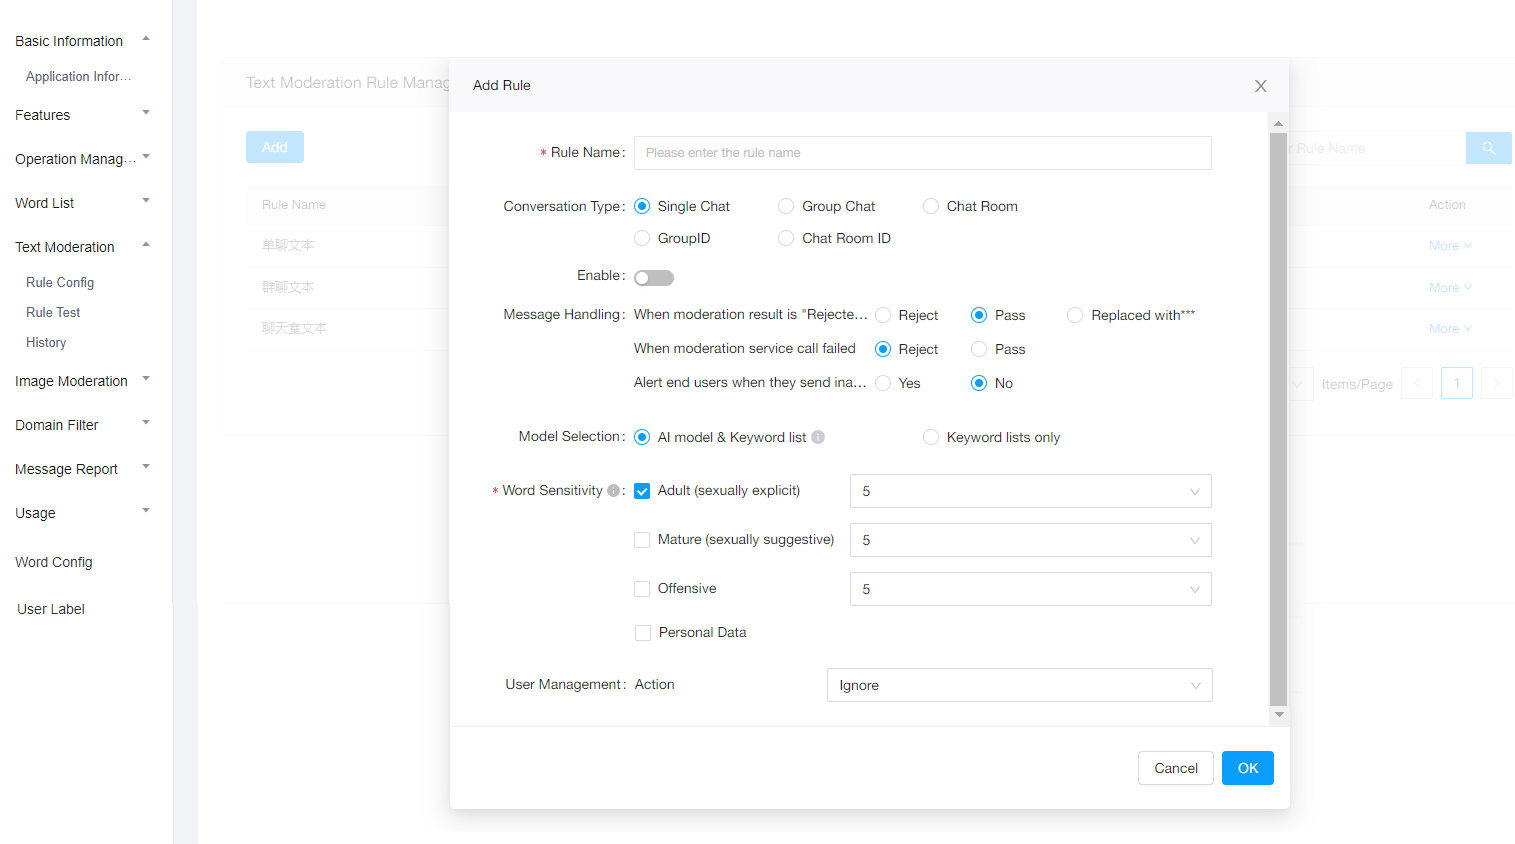 Basic Information
Application Infor...
Features
Operation Manag...
Word List
Text Moderation
Rule Config
Rule Test
History
Image Moderation
Domain Filter
Message Report
Usage
Word Config
User Label
Text Moderation Rule Manag
Add
Rule Name
单聊文本
群聊文本
聊天室文本
Rule Name
Action
More
More
More
Items/Page
1
Add Rule
* Rule Name:
Please enter the rule name
Conversation Type: Single Chat Group Chat Chat Room
GroupID Chat Room ID
Enable:
Message Handling: When moderation result is "Rejecte... Reject Pass Replaced with***
When moderation service call failed Reject Pass
Alert end users when they send ina... Yes No
Model Selection: AI model & Keyword list Keyword lists only
* Word Sensitivity : Adult (sexually explicit) 5
Mature (sexually suggestive) 5
Offensive 5
Personal Data
User Management: Action Ignore
Cancel OK